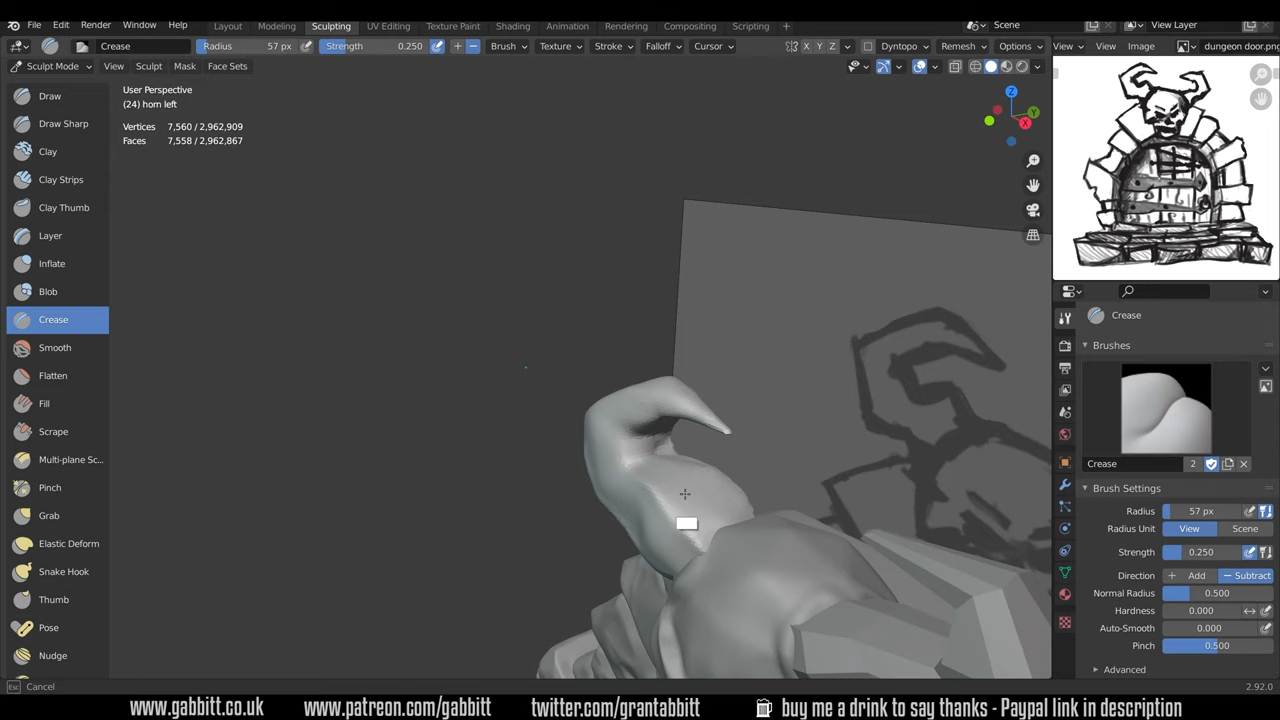 File Edit Render Window Help Layout Modeling Sculpting UV Editing Texture Paint Shading Animation Rendering Compositing Scripting + Scene View Layer
Crease Radius 57 px Strength 0.250 + − Brush Texture Stroke Falloff Cursor X Y Z Dyntopo Remesh Options View View Image dungeon door.png
Sculpt Mode View Sculpt Mask Face Sets
User Perspective
(24) horn left
Vertices 7,560 / 2,962,909
Faces 7,558 / 2,962,867
Z
Y
X
Draw
Draw Sharp
Clay
Clay Strips
Clay Thumb
Layer
Inflate
Blob
Crease
Smooth
Flatten
Fill
Scrape
Multi-plane Sc...
Pinch
Grab
Elastic Deform
Snake Hook
Thumb
Pose
Nudge
Crease
Brushes
Crease 2
Brush Settings
Radius 57 px
Radius Unit View Scene
Strength 0.250
Direction + Add − Subtract
Normal Radius 0.500
Hardness 0.000
Auto-Smooth 0.000
Pinch 0.500
Advanced
Esc Cancel 2.92.0
www.gabbitt.co.uk www.patreon.com/gabbitt twitter.com/grantabbitt buy me a drink to say thanks - Paypal link in description